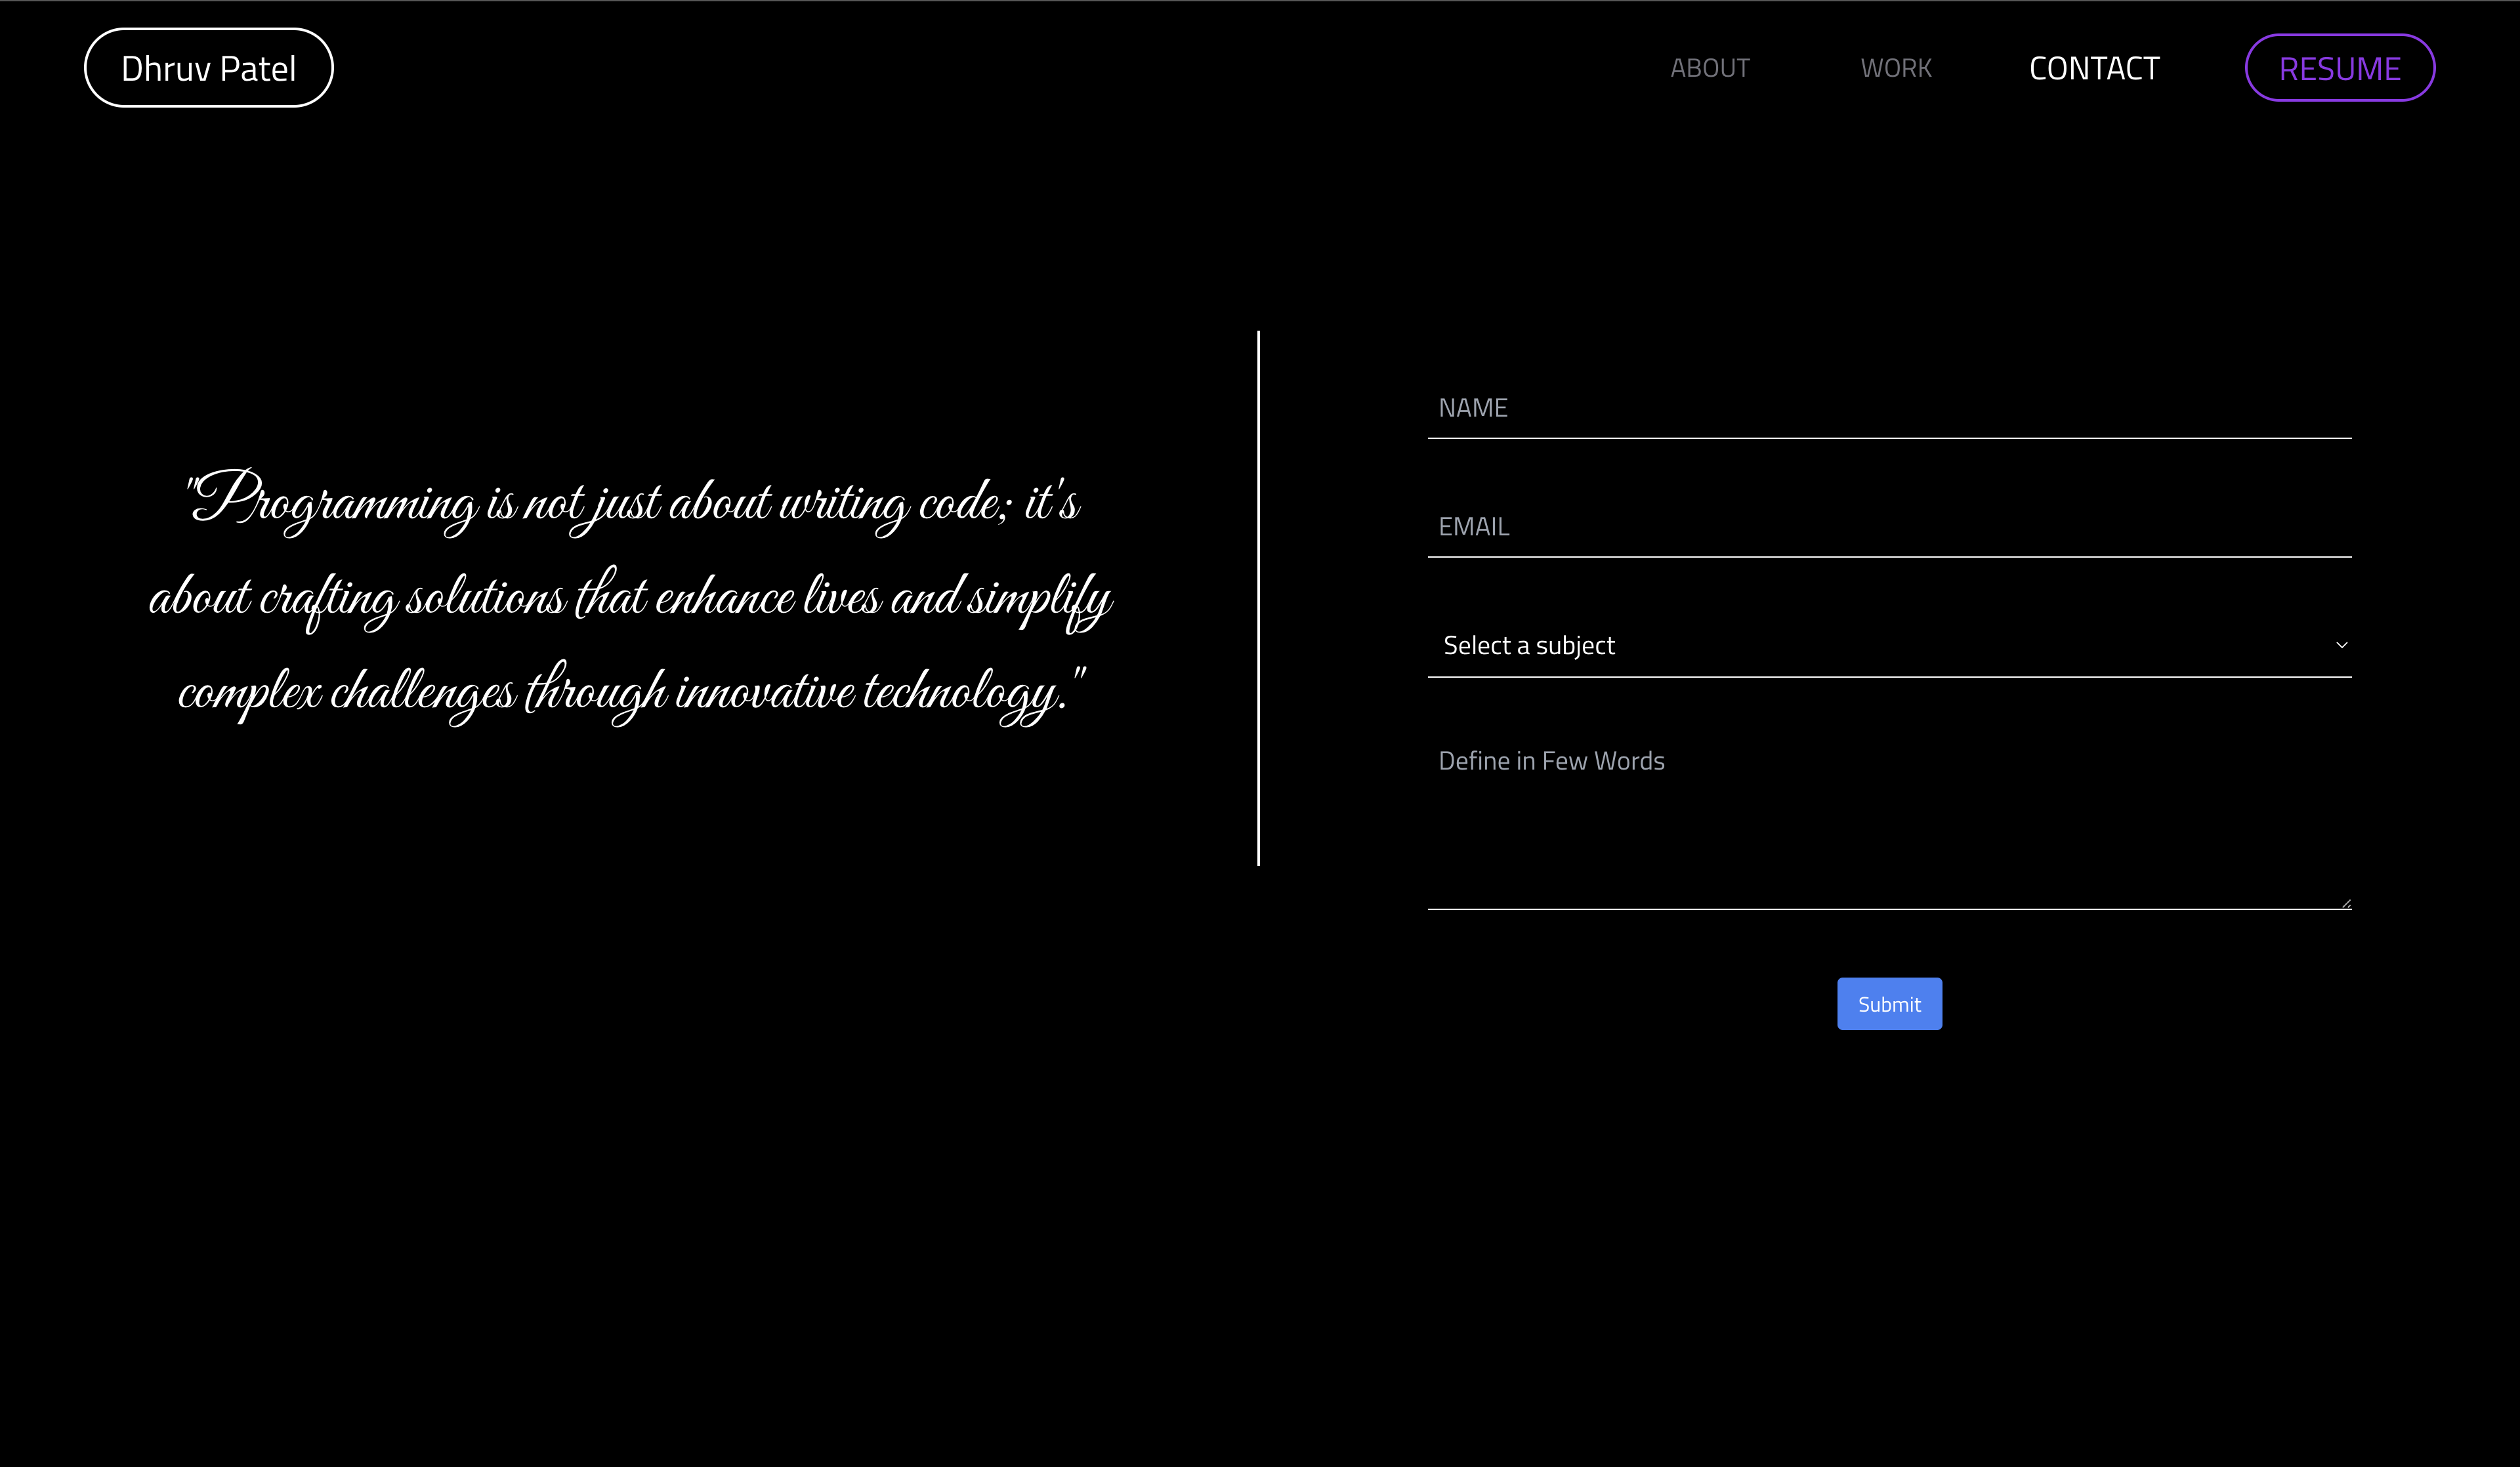 Dhruv Patel
ABOUT
WORK
CONTACT
RESUME
"Programming is not just about writing code; it's
about crafting solutions that enhance lives and simplify
complex challenges through innovative technology."
NAME
EMAIL
Select a subject
Define in Few Words
Submit